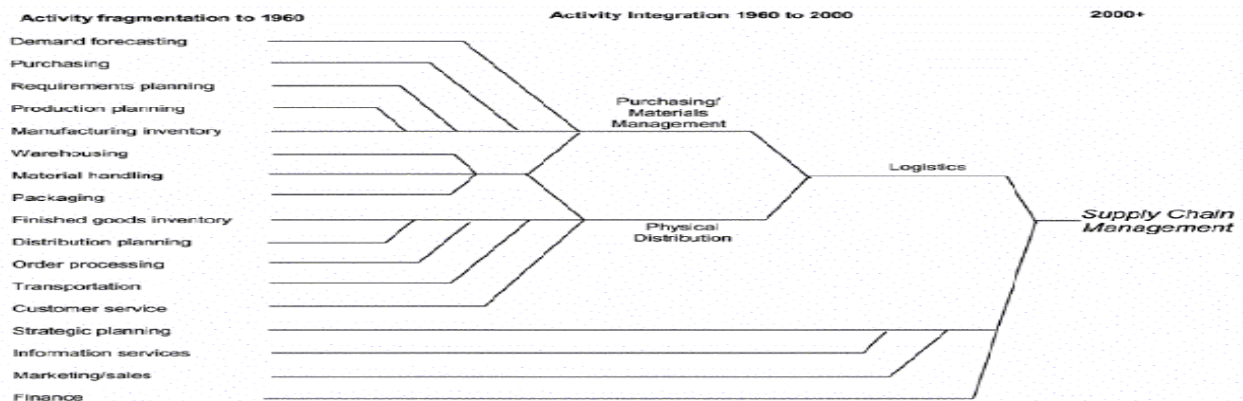 Activity fragmentation to 1960
Activity Integration 1960 to 2000
2000+
Demand forecasting
Purchasing
Requirements planning
Production planning
Manufacturing inventory
Warehousing
Material handling
Packaging
Finished goods inventory
Distribution planning
Order processing
Transportation
Customer service
Strategic planning
Information services
Marketing/sales
Finance
Purchasing/
Materials
Management
Physical
Distribution
Logistics
Supply Chain
Management